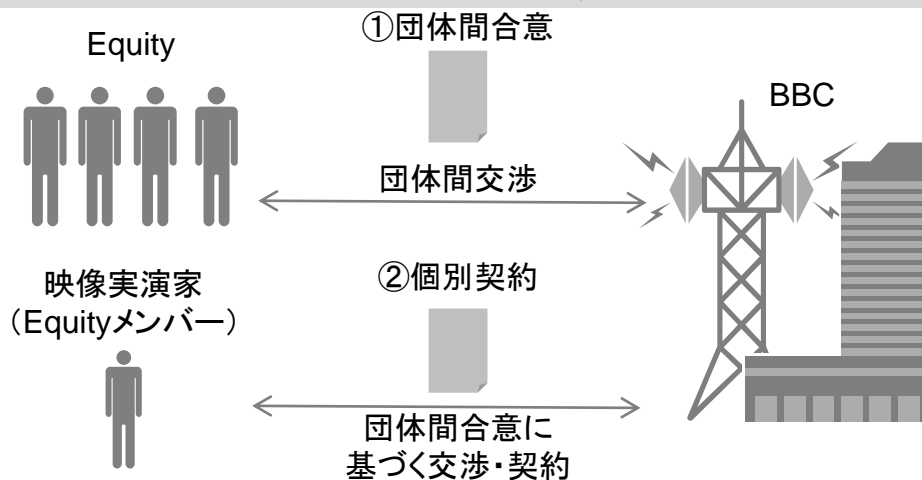 ①団体間合意
Equity
BBC
団体間交渉
映像実演家
（Equityメンバー）
②個別契約
団体間合意に
基づく交渉・契約